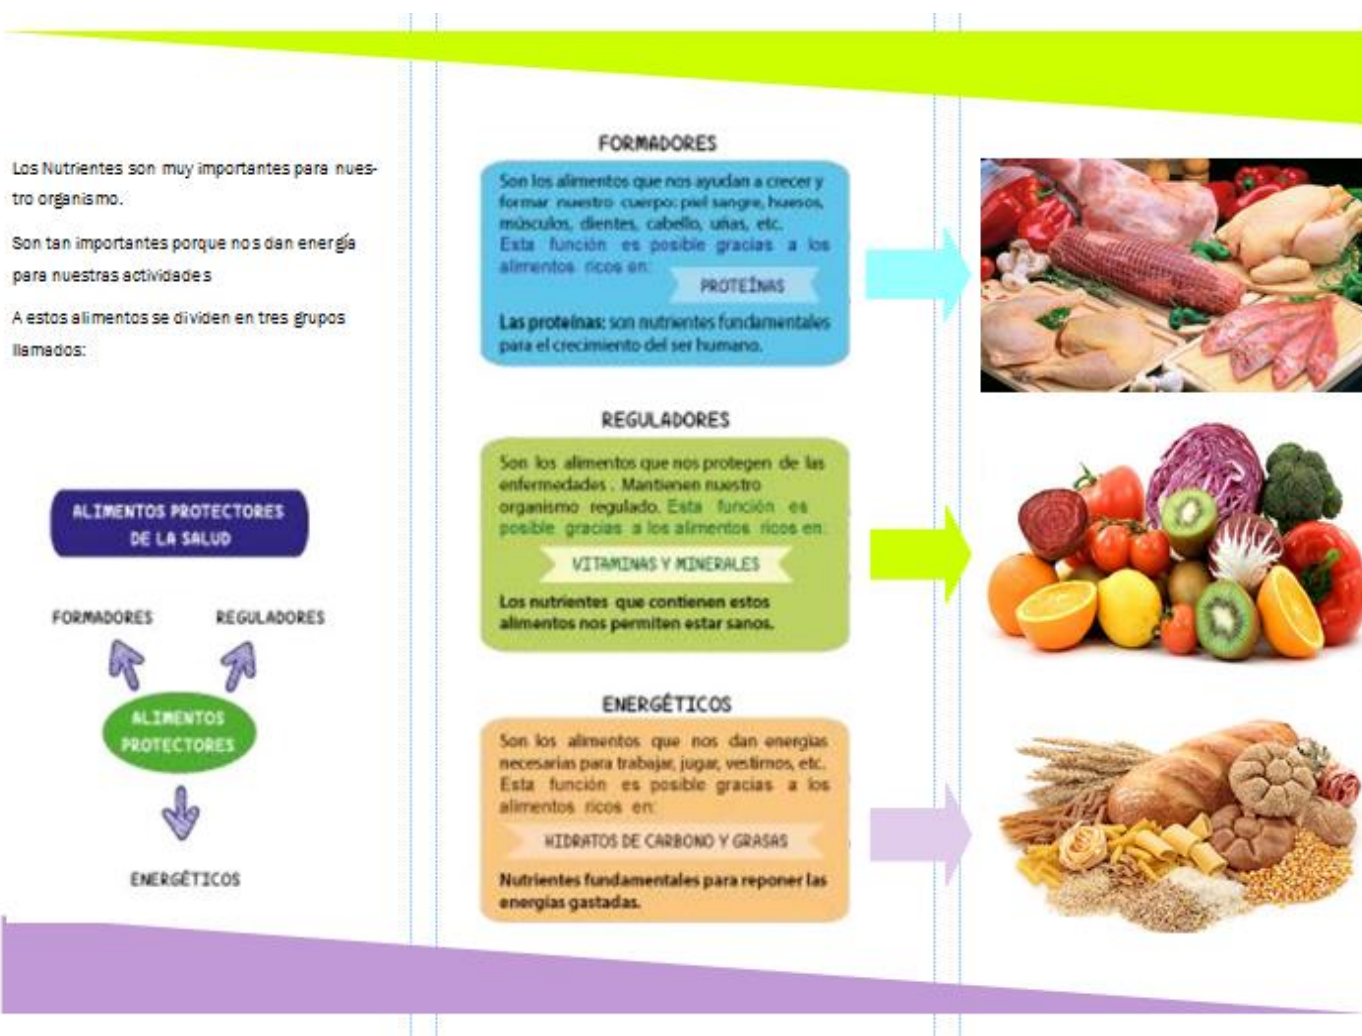 Los Nutrientes son muy importantes para nues-
tro organismo.
Son tan importantes porque nos dan energía
para nuestras actividades
A estos alimentos se dividen en tres grupos
llamados:
ALIMENTOS PROTECTORES
DE LA SALUD
FORMADORES
REGULADORES
ALIMENTOS
PROTECTORES
ENERGÉTICOS
FORMADORES
Son los alimentos que nos ayudan a crecer y
formar nuestro cuerpo: piel sangre, huesos,
músculos, dientes, cabello, uñas, etc.
Esta función es posible gracias a los
alimentos ricos en:
PROTEÍNAS
Las proteínas: son nutrientes fundamentales
para el crecimiento del ser humano.
REGULADORES
Son los alimentos que nos protegen de las
enfermedades . Mantienen nuestro
organismo regulado. Esta función es
posible gracias a los alimentos ricos en:
VITAMINAS Y MINERALES
Los nutrientes que contienen estos
alimentos nos permiten estar sanos.
ENERGÉTICOS
Son los alimentos que nos dan energías
necesarias para trabajar, jugar, vestirnos, etc.
Esta función es posible gracias a los
alimentos ricos en:
HIDRATOS DE CARBONO Y GRASAS
Nutrientes fundamentales para reponer las
energías gastadas.